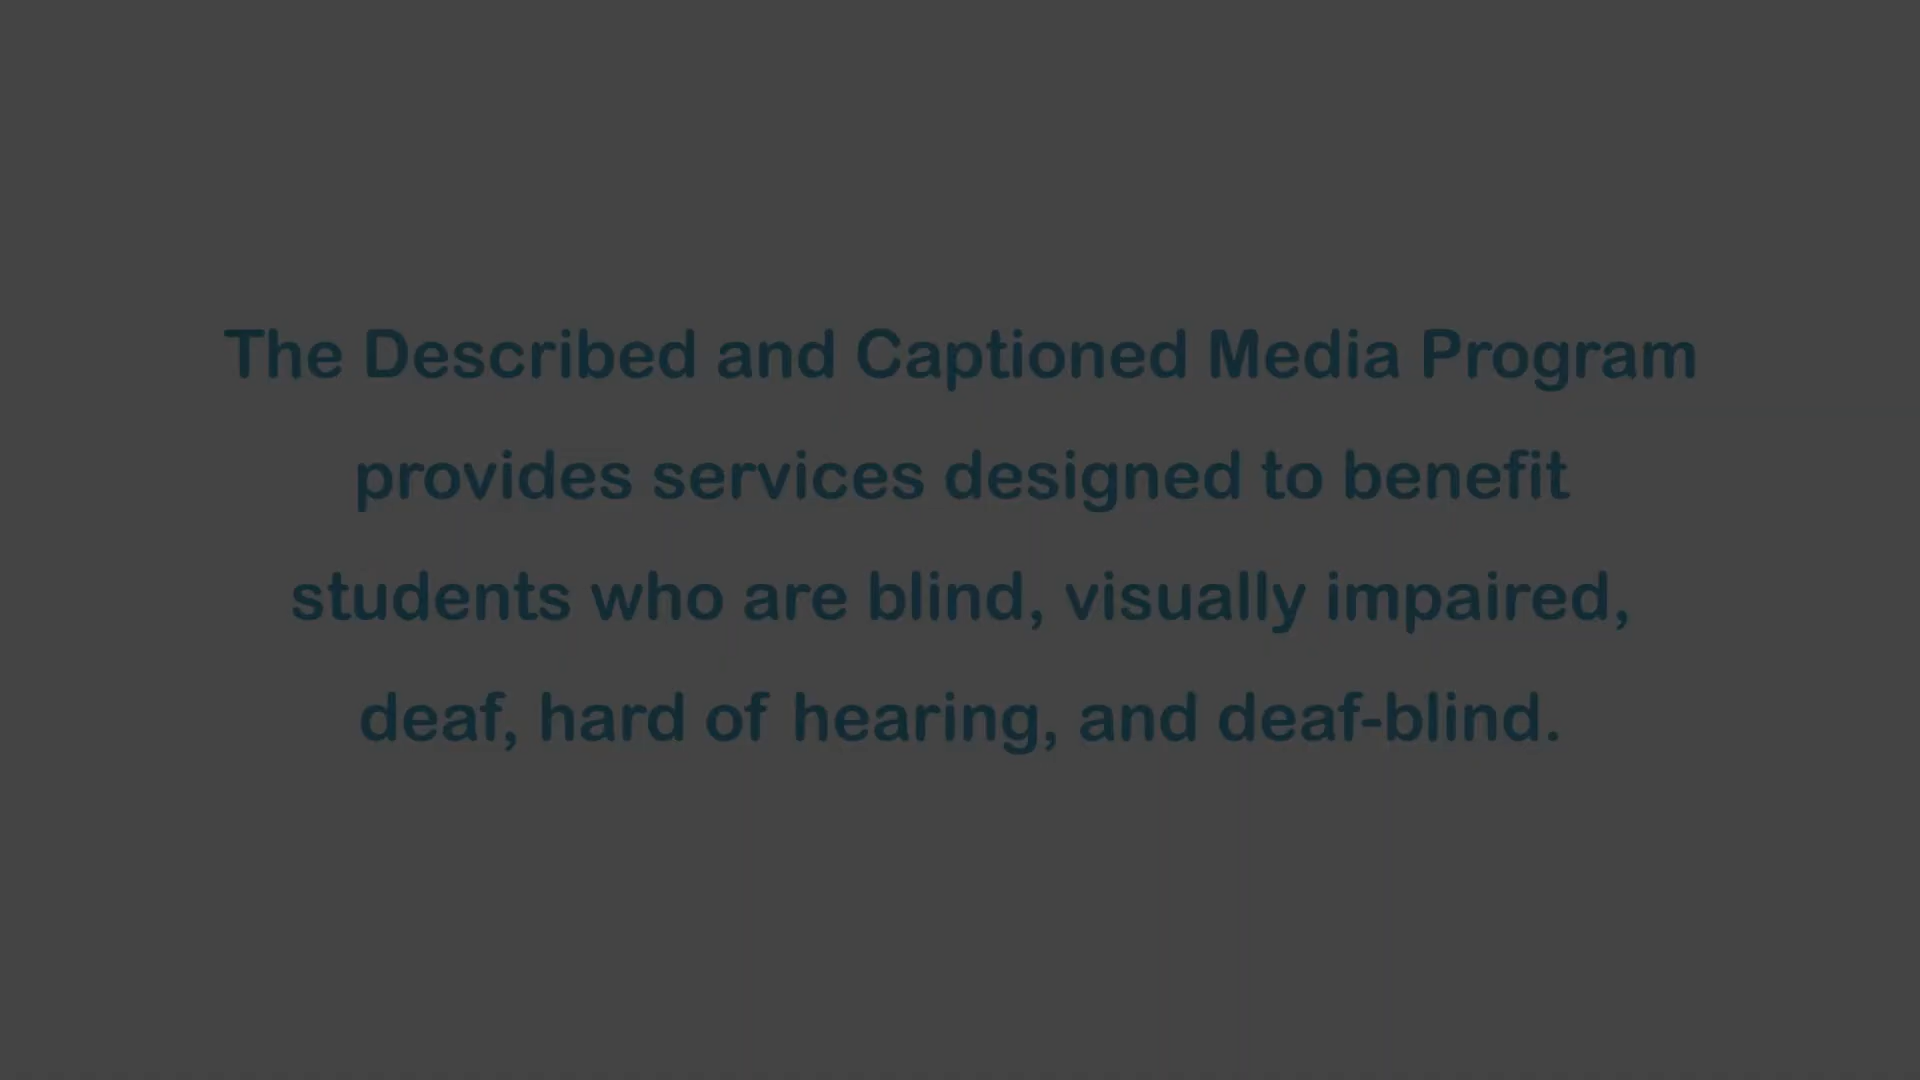 The Described and Captioned Media Program
provides services designed to benefit
students who are blind, visually impaired,
deaf, hard of hearing, and deaf-blind.